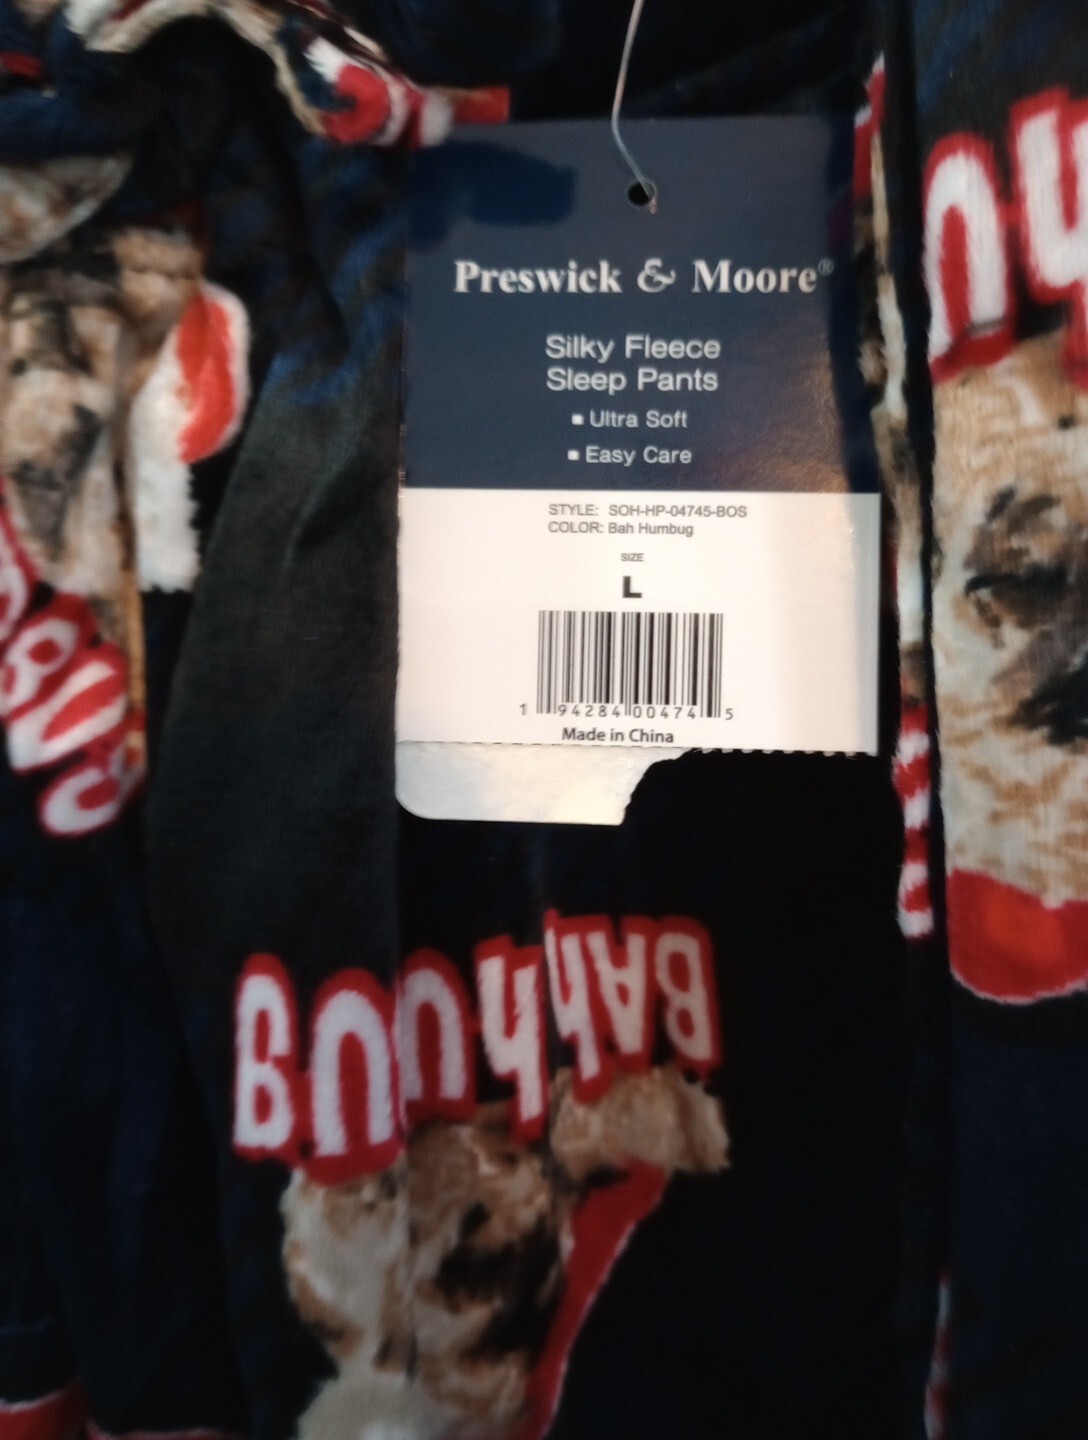 Preswick & Moore®
Silky Fleece
Sleep Pants
▪ Ultra Soft
▪ Easy Care
STYLE: SOH-HP-04745-BOS
COLOR: Bah Humbug
SIZE
L
1 94284 00474 5
Made in China
BAh hUUg